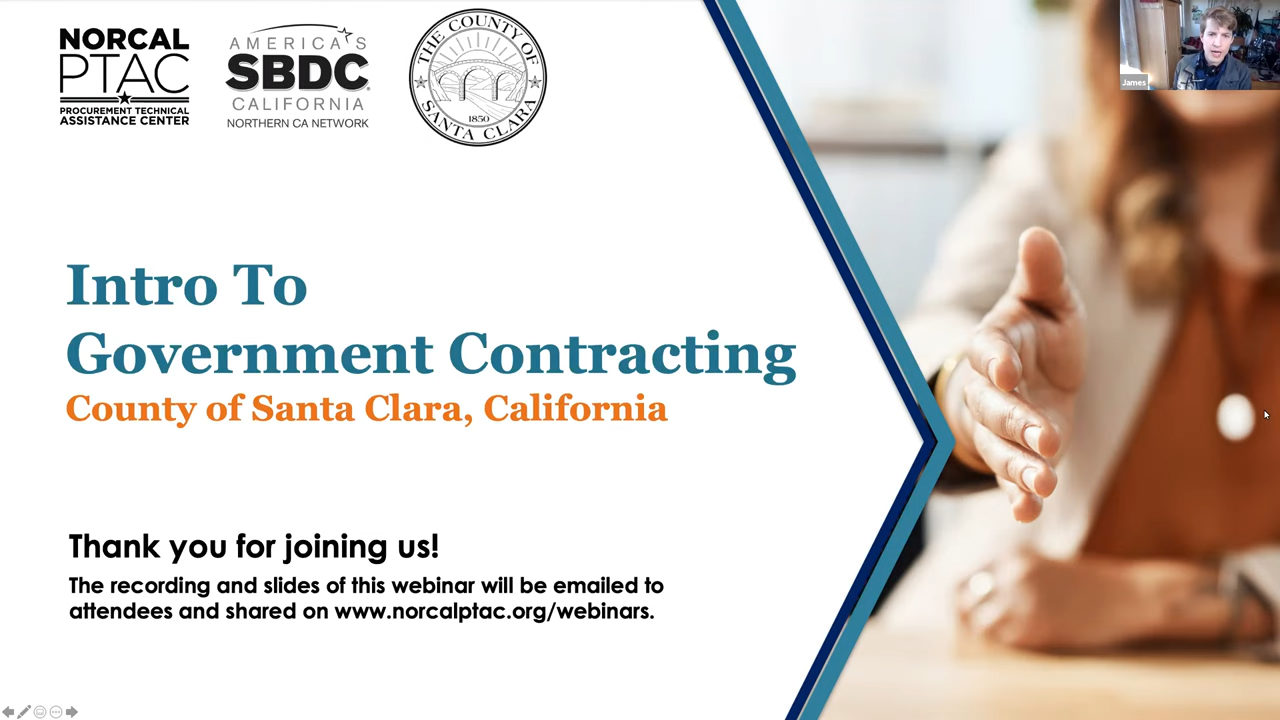 NORCAL
PTAC
PROCUREMENT TECHNICAL
ASSISTANCE CENTER
AMERICA'S
SBDC®
CALIFORNIA
NORTHERN CA NETWORK
THE COUNTY OF
SANTA CLARA
1850
James
Intro To
Government Contracting
County of Santa Clara, California
Thank you for joining us!
The recording and slides of this webinar will be emailed to
attendees and shared on www.norcalptac.org/webinars.